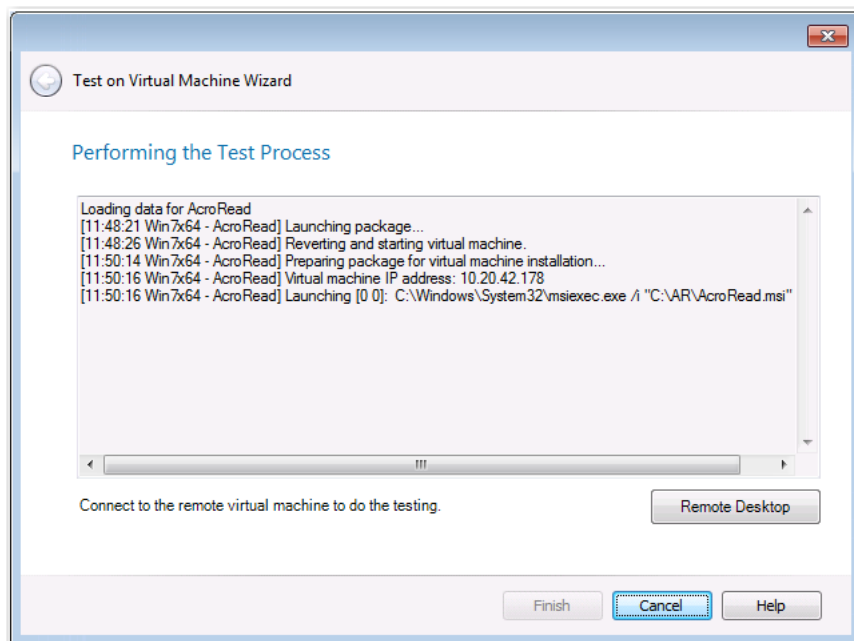 Test on Virtual Machine Wizard
Performing the Test Process
Loading data for AcroRead
[11:48:21 Win7x64 - AcroRead] Launching package...
[11:48:26 Win7x64 - AcroRead] Reverting and starting virtual machine.
[11:50:14 Win7x64 - AcroRead] Preparing package for virtual machine installation...
[11:50:16 Win7x64 - AcroRead] Virtual machine IP address: 10.20.42.178
[11:50:16 Win7x64 - AcroRead] Launching [0 0]:  C:\Windows\System32\msiexec.exe /i "C:\AR\AcroRead.msi"
Connect to the remote virtual machine to do the testing.
Remote Desktop
Finish
Cancel
Help